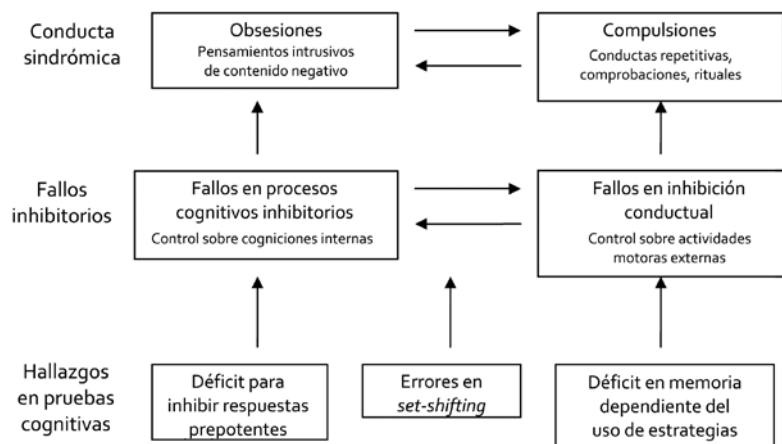 Conducta
sindrómica
Obsesiones
Pensamientos intrusivos
de contenido negativo
Compulsiones
Conductas repetitivas,
comprobaciones, rituales
Fallos
inhibitorios
Fallos en procesos
cognitivos inhibitorios
Control sobre cogniciones internas
Fallos en inhibición
conductual
Control sobre actividades
motoras externas
Hallazgos
en pruebas
cognitivas
Déficit para
inhibir respuestas
prepotentes
Errores en
set-shifting
Déficit en memoria
dependiente del
uso de estrategias